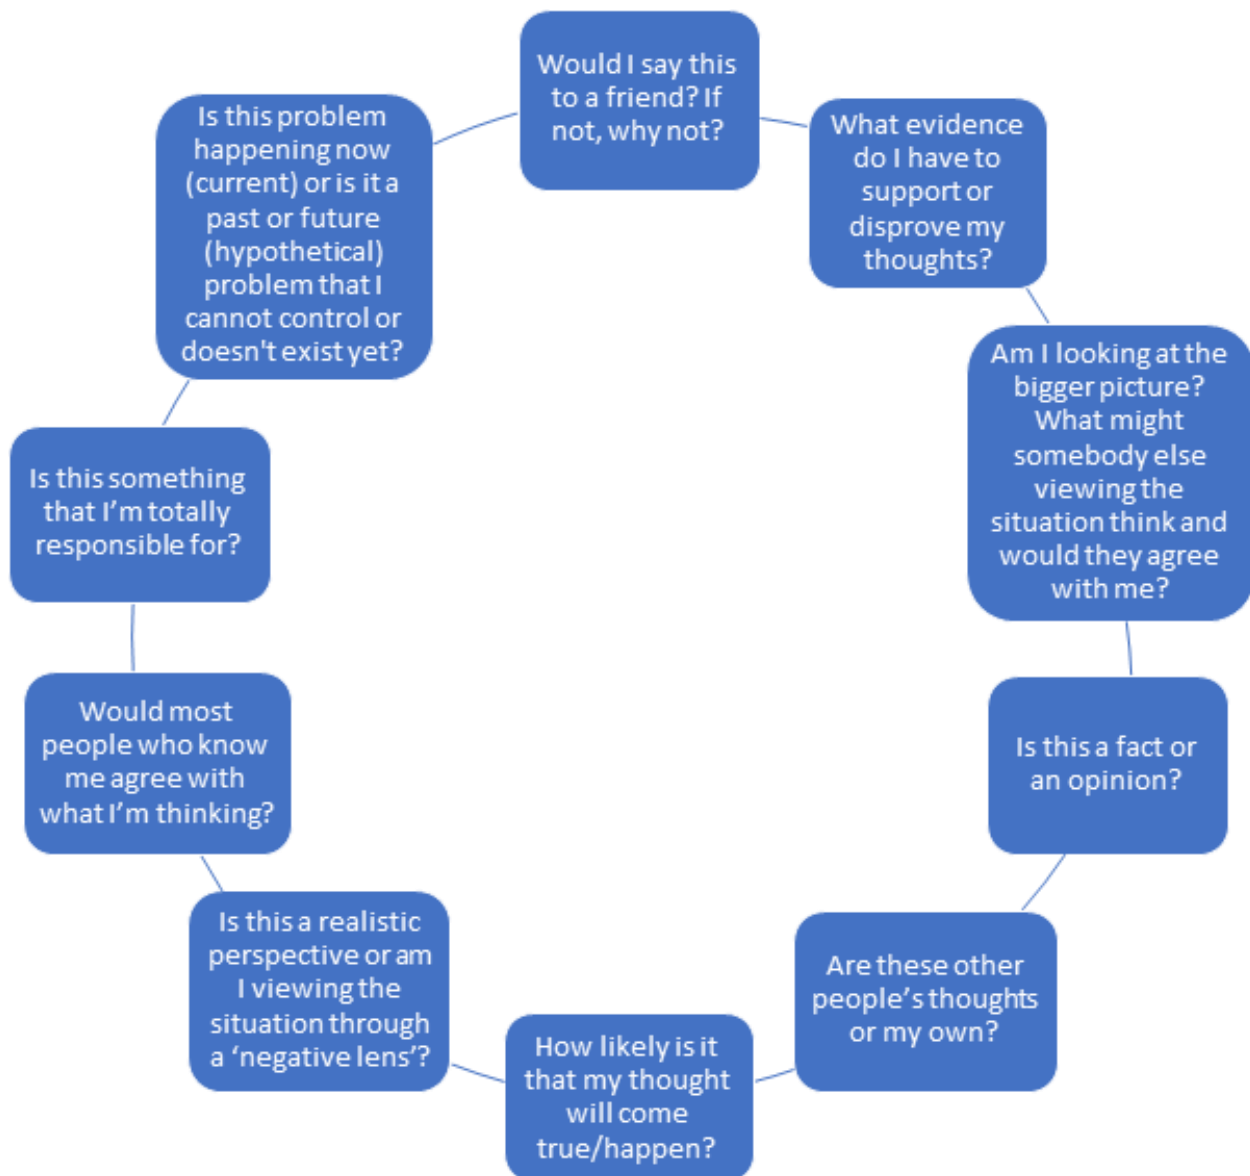 Would I say this
to a friend? If
not, why not?
What evidence
do I have to
support or
disprove my
thoughts?
Am I looking at the
bigger picture?
What might
somebody else
viewing the
situation think and
would they agree
with me?
Is this a fact or
an opinion?
Are these other
people’s thoughts
or my own?
How likely is it
that my thought
will come
true/happen?
Is this a realistic
perspective or am
I viewing the
situation through
a ‘negative lens’?
Would most
people who know
me agree with
what I’m thinking?
Is this something
that I’m totally
responsible for?
Is this problem
happening now
(current) or is it a
past or future
(hypothetical)
problem that I
cannot control or
doesn't exist yet?